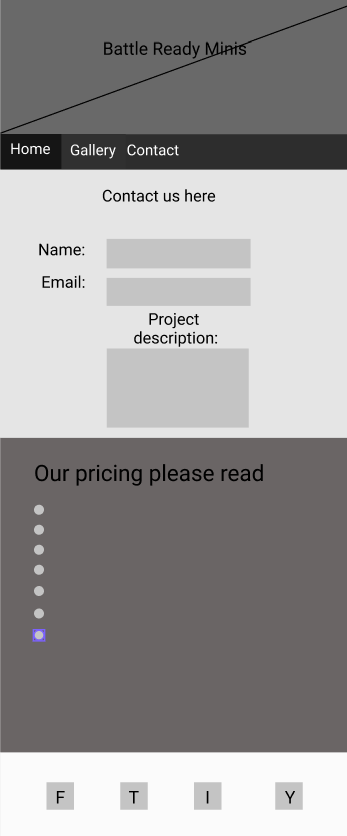 Battle Ready Minis
Home Gallery Contact
Contact us here
Name:
Email:
Project
description:
Our pricing please read
F T I Y